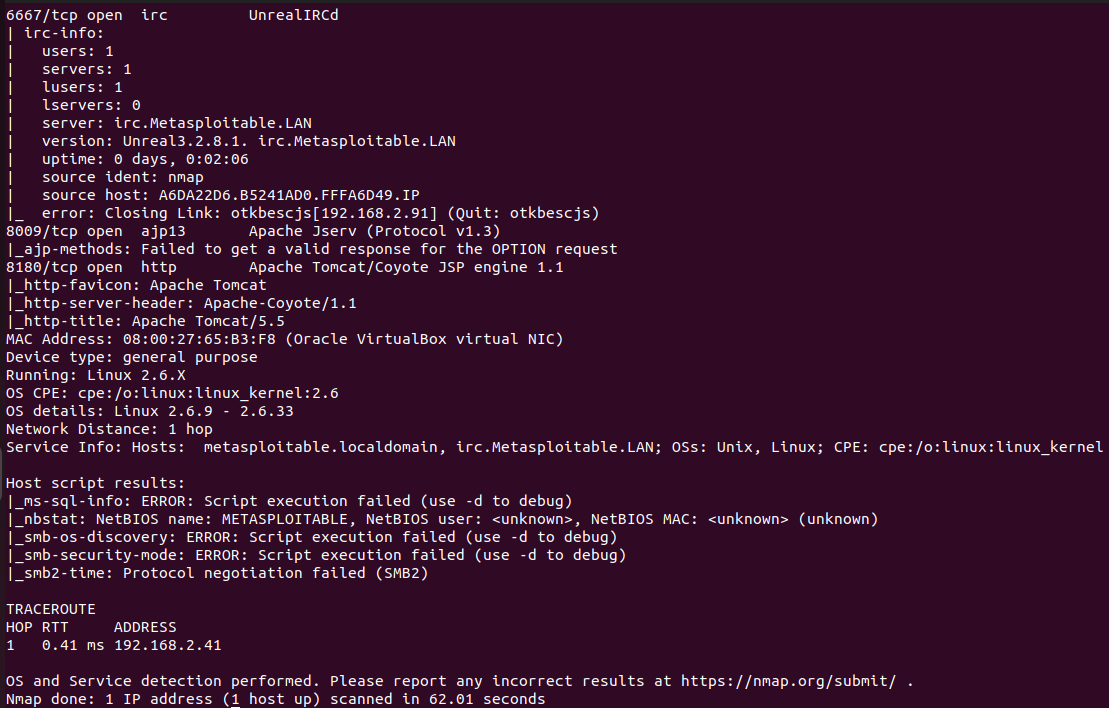 6667/tcp open  irc         UnrealIRCd
| irc-info:
|   users: 1
|   servers: 1
|   lusers: 1
|   lservers: 0
|   server: irc.Metasploitable.LAN
|   version: Unreal3.2.8.1. irc.Metasploitable.LAN
|   uptime: 0 days, 0:02:06
|   source ident: nmap
|   source host: A6DA22D6.B5241AD0.FFFA6D49.IP
|_  error: Closing Link: otkbescjs[192.168.2.91] (Quit: otkbescjs)
8009/tcp open  ajp13       Apache Jserv (Protocol v1.3)
|_ajp-methods: Failed to get a valid response for the OPTION request
8180/tcp open  http        Apache Tomcat/Coyote JSP engine 1.1
|_http-favicon: Apache Tomcat
|_http-server-header: Apache-Coyote/1.1
|_http-title: Apache Tomcat/5.5
MAC Address: 08:00:27:65:B3:F8 (Oracle VirtualBox virtual NIC)
Device type: general purpose
Running: Linux 2.6.X
OS CPE: cpe:/o:linux:linux_kernel:2.6
OS details: Linux 2.6.9 - 2.6.33
Network Distance: 1 hop
Service Info: Hosts:  metasploitable.localdomain, irc.Metasploitable.LAN; OSs: Unix, Linux; CPE: cpe:/o:linux:linux_kernel

Host script results:
|_ms-sql-info: ERROR: Script execution failed (use -d to debug)
|_nbstat: NetBIOS name: METASPLOITABLE, NetBIOS user: <unknown>, NetBIOS MAC: <unknown> (unknown)
|_smb-os-discovery: ERROR: Script execution failed (use -d to debug)
|_smb-security-mode: ERROR: Script execution failed (use -d to debug)
|_smb2-time: Protocol negotiation failed (SMB2)

TRACEROUTE
HOP RTT     ADDRESS
1   0.41 ms 192.168.2.41

OS and Service detection performed. Please report any incorrect results at https://nmap.org/submit/ .
Nmap done: 1 IP address (1 host up) scanned in 62.01 seconds